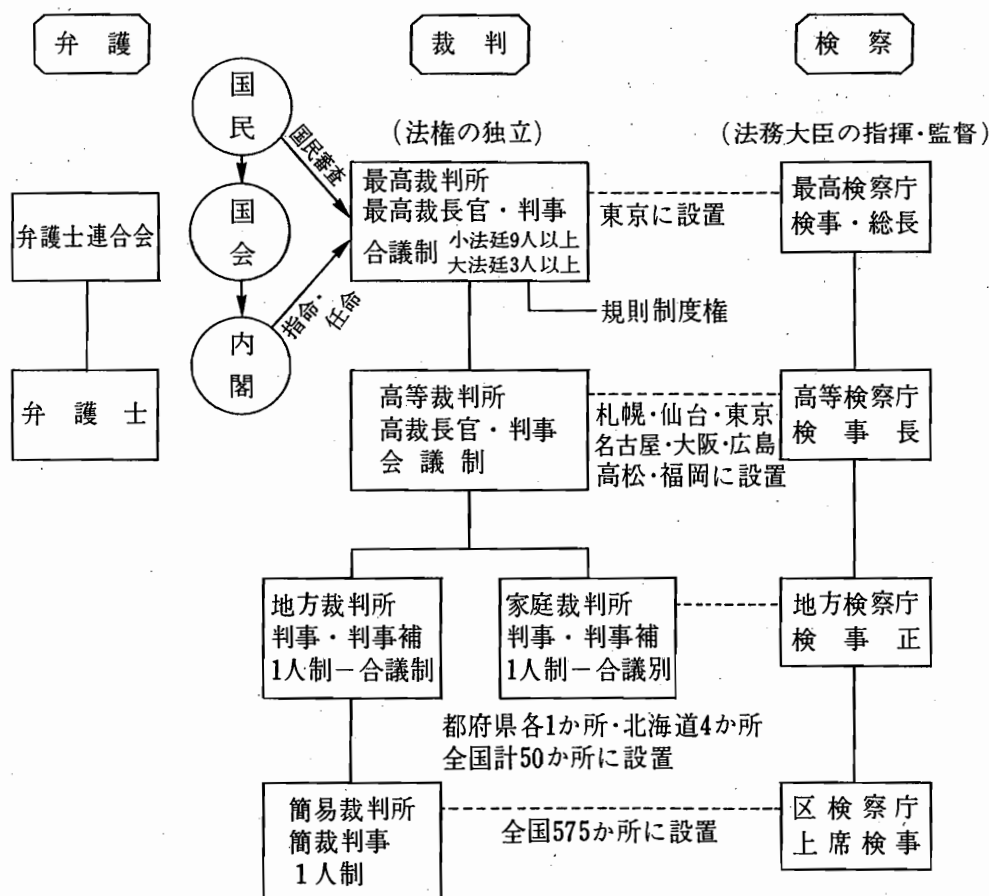 弁護
裁判
検察
国民
国民審査
国会
内閣
指命・任命
弁護士連合会
弁護士
(法権の独立)
(法務大臣の指揮・監督)
最高裁判所
最高裁長官・判事
合議制 小法廷9人以上
大法廷3人以上
東京に設置
最高検察庁
検事・総長
規則制度権
高等裁判所
高裁長官・判事
会議制
札幌・仙台・東京
名古屋・大阪・広島
高松・福岡に設置
高等検察庁
検事長
地方裁判所
判事・判事補
1人制－合議制
家庭裁判所
判事・判事補
1人制－合議別
地方検察庁
検事正
都府県各1か所・北海道4か所
全国計50か所に設置
簡易裁判所
簡裁判事
1人制
全国575か所に設置
区検察庁
上席検事